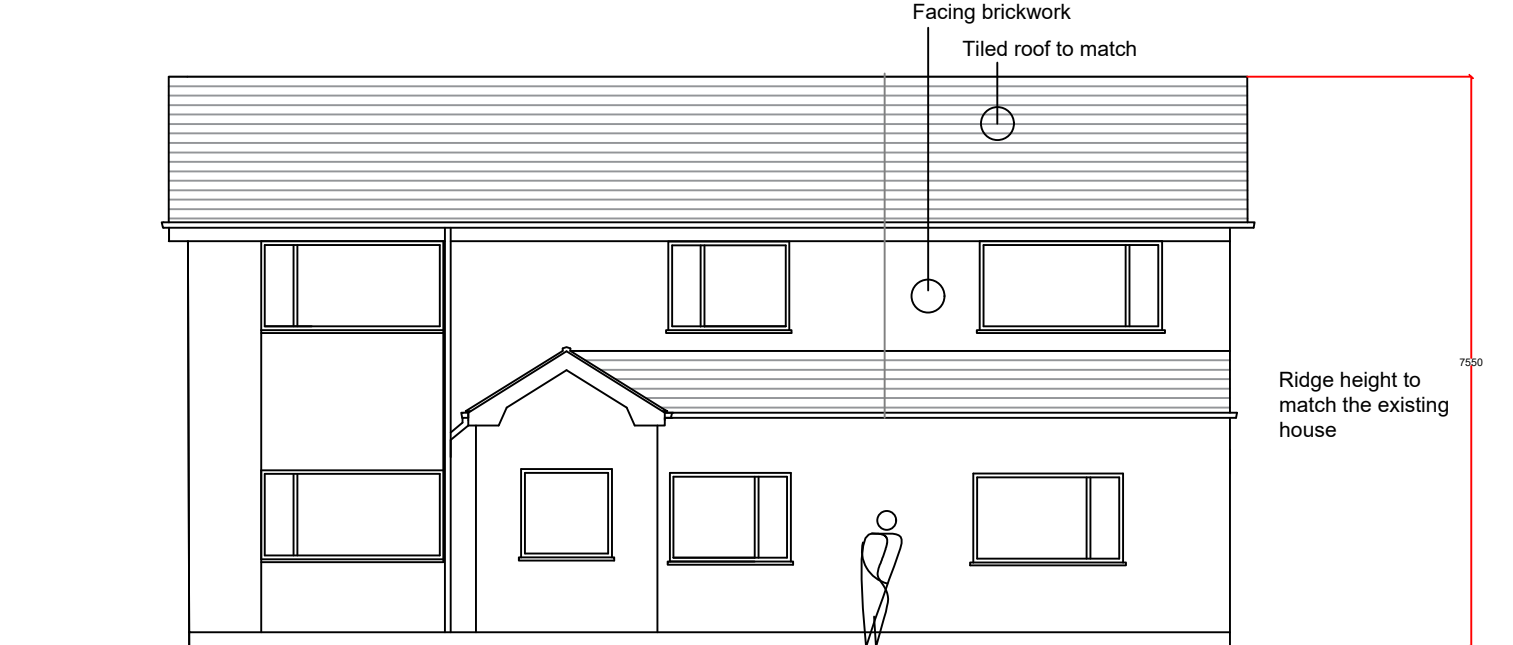 Facing brickwork
Tiled roof to match
7550
Ridge height to
match the existing
house